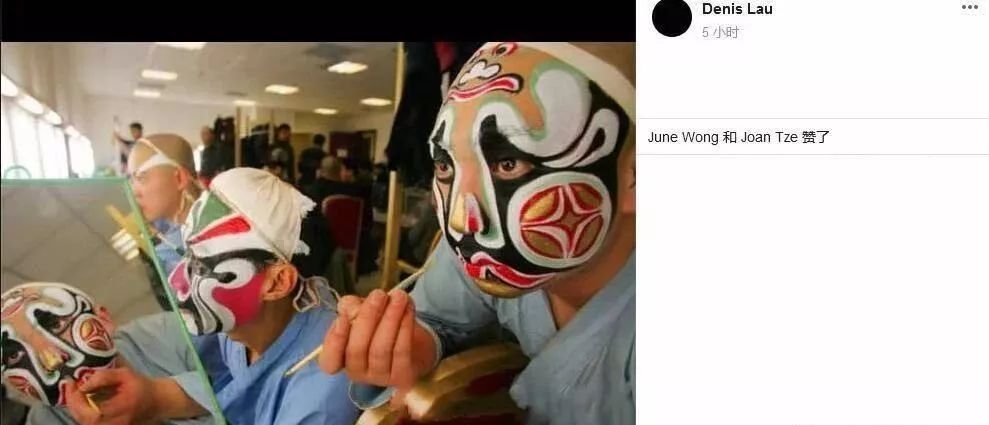 Denis Lau
5 小时
June Wong 和 Joan Tze 赞了